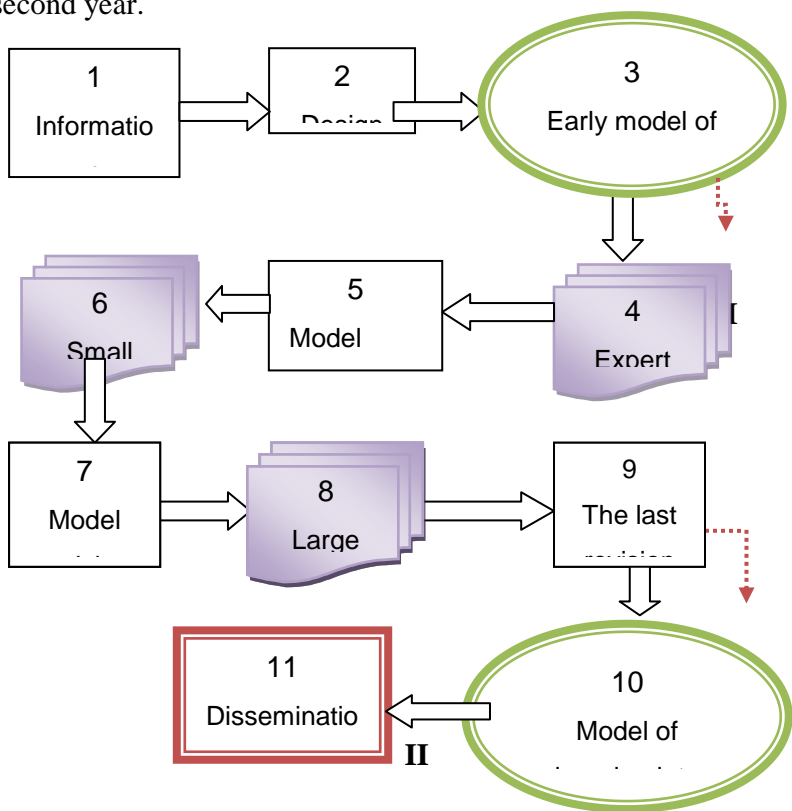 second year.
1
Informatio
2
Design
3
Early model of
4
Expert
I
5
Model
6
Small
7
Model
8
Large
9
The last
revision
10
Model of
11
Disseminatio
II